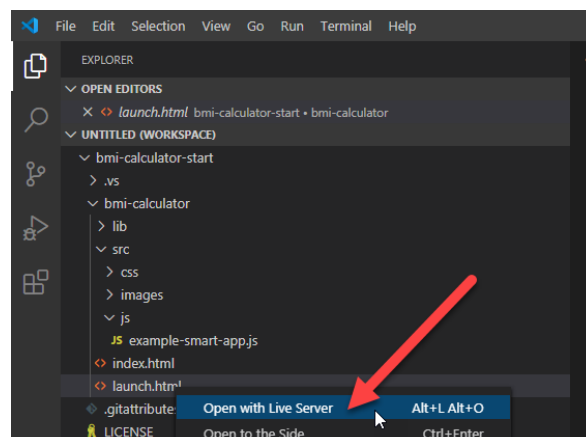 File Edit Selection View Go Run Terminal Help
EXPLORER
OPEN EDITORS
launch.html bmi-calculator-start • bmi-calculator
UNTITLED (WORKSPACE)
bmi-calculator-start
.vs
bmi-calculator
lib
src
css
images
js
JS example-smart-app.js
index.html
launch.html
.gitattribute
Open with Live Server Alt+L Alt+O
LICENSE
Open to the Side Ctrl+Enter